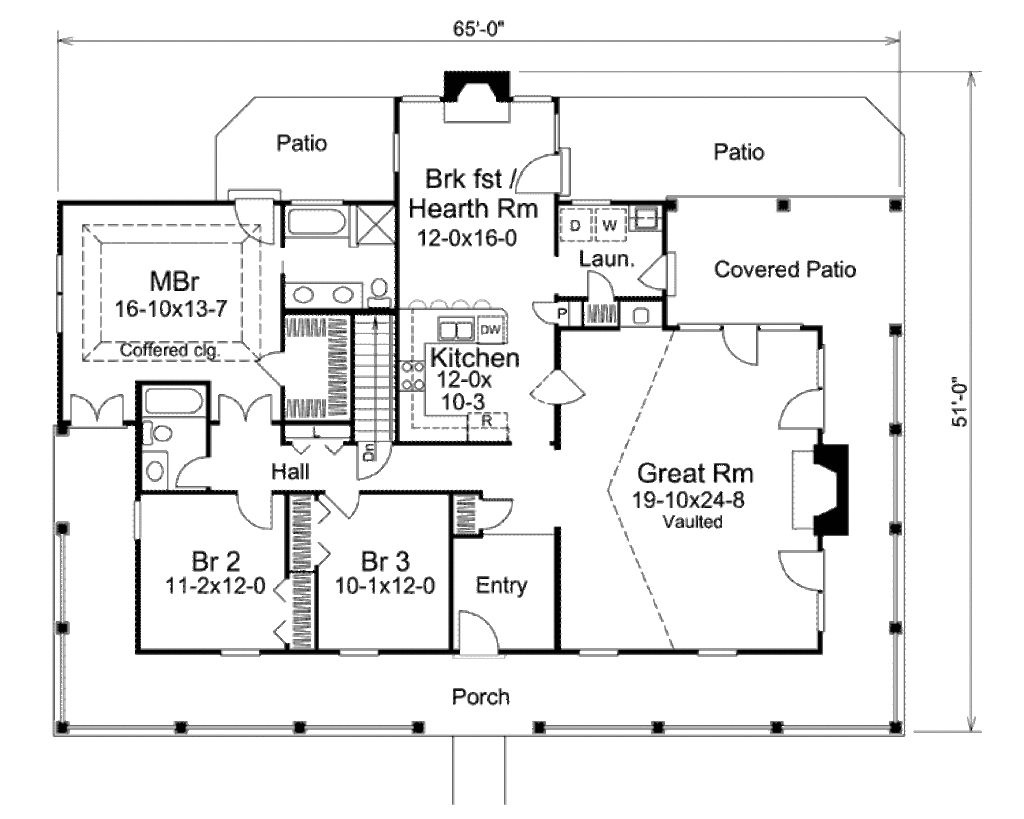 65'-0"
Patio
Patio
Brk fst /
Hearth Rm
12-0x16-0
D
W
Laun.
Covered Patio
MBr
16-10x13-7
Coffered clg.
P
DW
Kitchen
12-0x
10-3
R
51'-0"
L
Dn
Hall
Great Rm
19-10x24-8
Vaulted
Br 2
11-2x12-0
Br 3
10-1x12-0
Entry
Porch